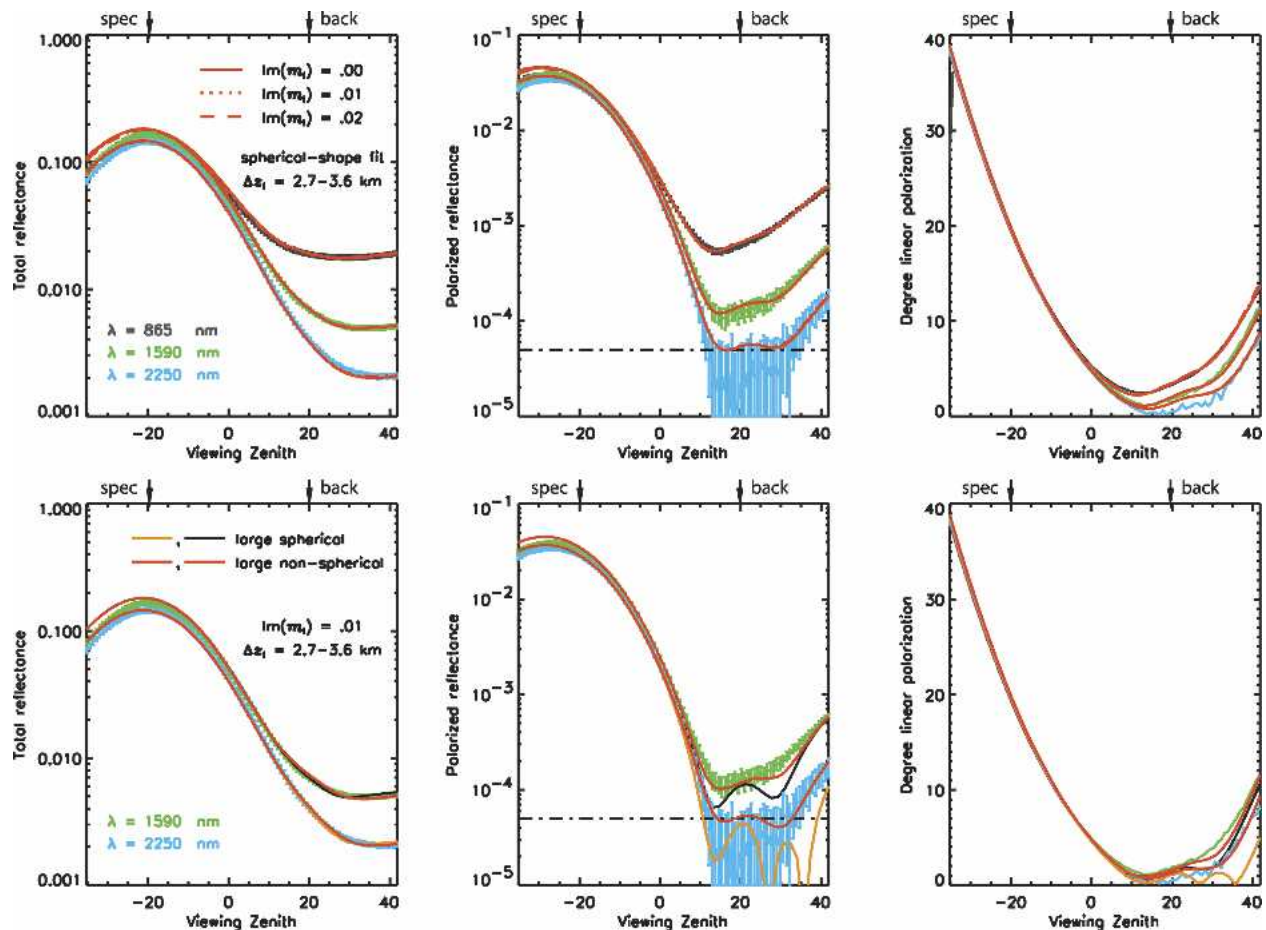 spec back
spec back
spec back
1.000
0.100
0.010
0.001
Total reflectance
Im(m₁) = .00
Im(m₁) = .01
Im(m₁) = .02
spherical-shape fit
Δz₁ = 2.7-3.6 km
λ = 865 nm
λ = 1590 nm
λ = 2250 nm
-20 0 20 40
Viewing Zenith
10⁻¹
10⁻²
10⁻³
10⁻⁴
10⁻⁵
Polarized reflectance
-20 0 20 40
Viewing Zenith
40
30
20
10
0
Degree linear polarization
-20 0 20 40
Viewing Zenith
spec back
spec back
spec back
1.000
0.100
0.010
0.001
Total reflectance
, large spherical
, large non-spherical
Im(m₁) = .01
Δz₁ = 2.7-3.6 km
λ = 1590 nm
λ = 2250 nm
-20 0 20 40
Viewing Zenith
10⁻¹
10⁻²
10⁻³
10⁻⁴
10⁻⁵
Polarized reflectance
-20 0 20 40
Viewing Zenith
40
30
20
10
0
Degree linear polarization
-20 0 20 40
Viewing Zenith